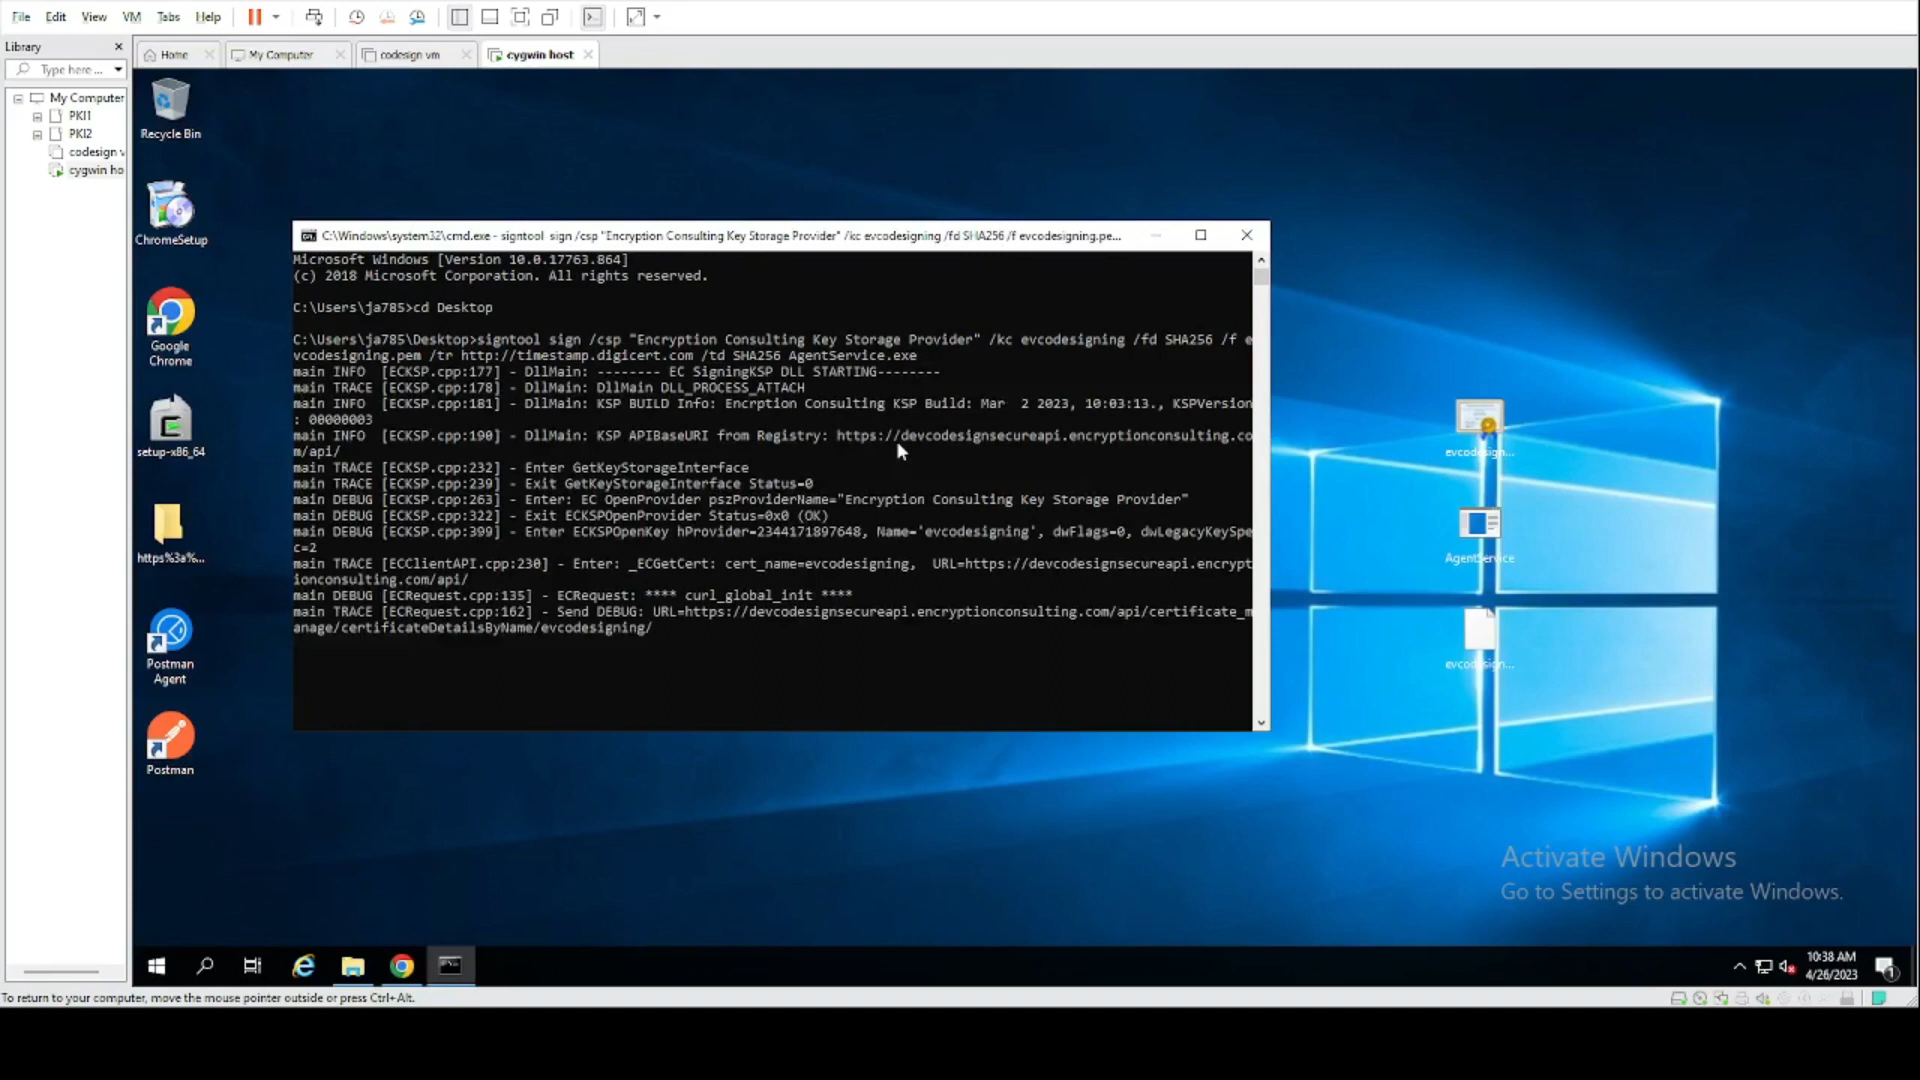 File Edit View VM Tabs Help
Library
Home My Computer codesign vm cygwin host
Type here ...
My Computer
PKI1
PKI2
codesign v
cygwin ho
Recycle Bin
ChromeSetup
Google
Chrome
setup-x86_64
https%3a%...
Postman
Agent
Postman
C:\Windows\system32\cmd.exe - signtool sign /csp "Encryption Consulting Key Storage Provider" /kc evcodesigning /fd SHA256 /f evcodesigning.pe...
Microsoft Windows [Version 10.0.17763.864]
(c) 2018 Microsoft Corporation. All rights reserved.
C:\Users\ja785>cd Desktop
C:\Users\ja785\Desktop>signtool sign /csp "Encryption Consulting Key Storage Provider" /kc evcodesigning /fd SHA256 /f e
vcodesigning.pem /tr http://timestamp.digicert.com /td SHA256 AgentService.exe
main INFO [ECKSP.cpp:177] - DllMain: -------- EC SigningKSP DLL STARTING--------
main TRACE [ECKSP.cpp:178] - DllMain: DllMain DLL_PROCESS_ATTACH
main INFO [ECKSP.cpp:181] - DllMain: KSP BUILD Info: Encrption Consulting KSP Build: Mar 2 2023, 10:03:13., KSPVersion
: 00000003
main INFO [ECKSP.cpp:190] - DllMain: KSP APIBaseURI from Registry: https://devcodesignsecureapi.encryptionconsulting.co
m/api/
main TRACE [ECKSP.cpp:232] - Enter GetKeyStorageInterface
main TRACE [ECKSP.cpp:239] - Exit GetKeyStorageInterface Status=0
main DEBUG [ECKSP.cpp:263] - Enter: EC OpenProvider pszProviderName="Encryption Consulting Key Storage Provider"
main DEBUG [ECKSP.cpp:322] - Exit ECKSPOpenProvider Status=0x0 (OK)
main DEBUG [ECKSP.cpp:399] - Enter ECKSPOpenKey hProvider=2344171897648, Name='evcodesigning', dwFlags=0, dwLegacyKeySpe
c=2
main TRACE [ECClientAPI.cpp:230] - Enter: _ECGetCert: cert_name=evcodesigning, URL=https://devcodesignsecureapi.encrypt
ionconsulting.com/api/
main DEBUG [ECRequest.cpp:135] - ECRequest: **** curl_global_init ****
main TRACE [ECRequest.cpp:162] - Send DEBUG: URL=https://devcodesignsecureapi.encryptionconsulting.com/api/certificate_m
anage/certificateDetailsByName/evcodesigning/
evcodesign...
AgentService
evcodesign...
Activate Windows
Go to Settings to activate Windows.
10:38 AM
4/26/2023
1
To return to your computer, move the mouse pointer outside or press Ctrl+Alt.